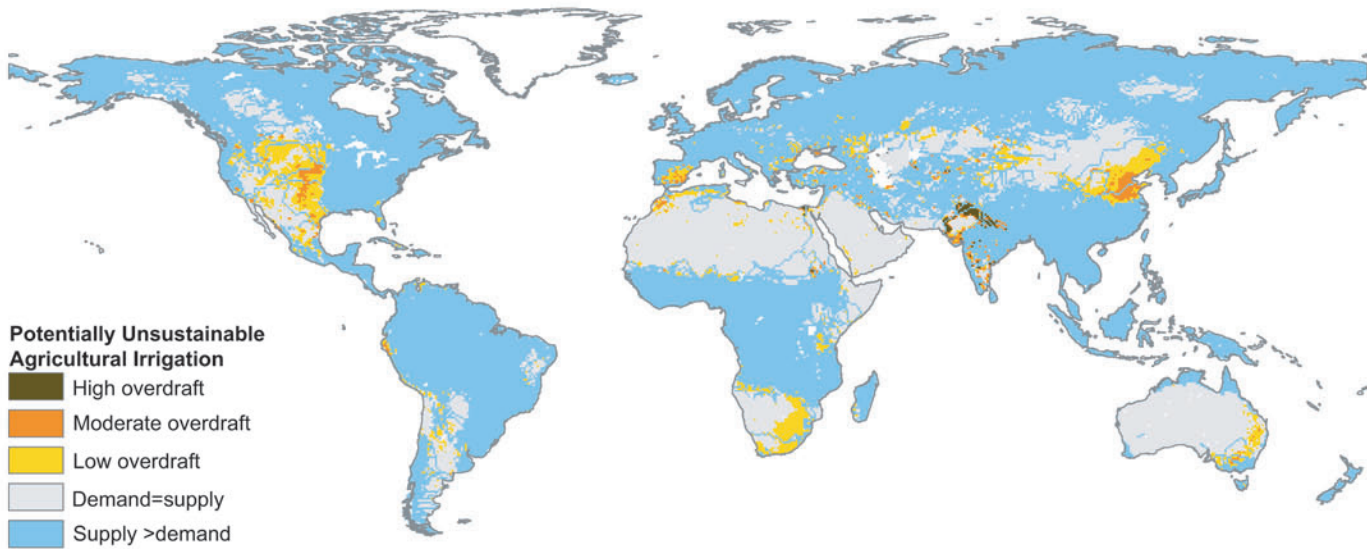 Potentially Unsustainable
Agricultural Irrigation
High overdraft
Moderate overdraft
Low overdraft
Demand=supply
Supply >demand